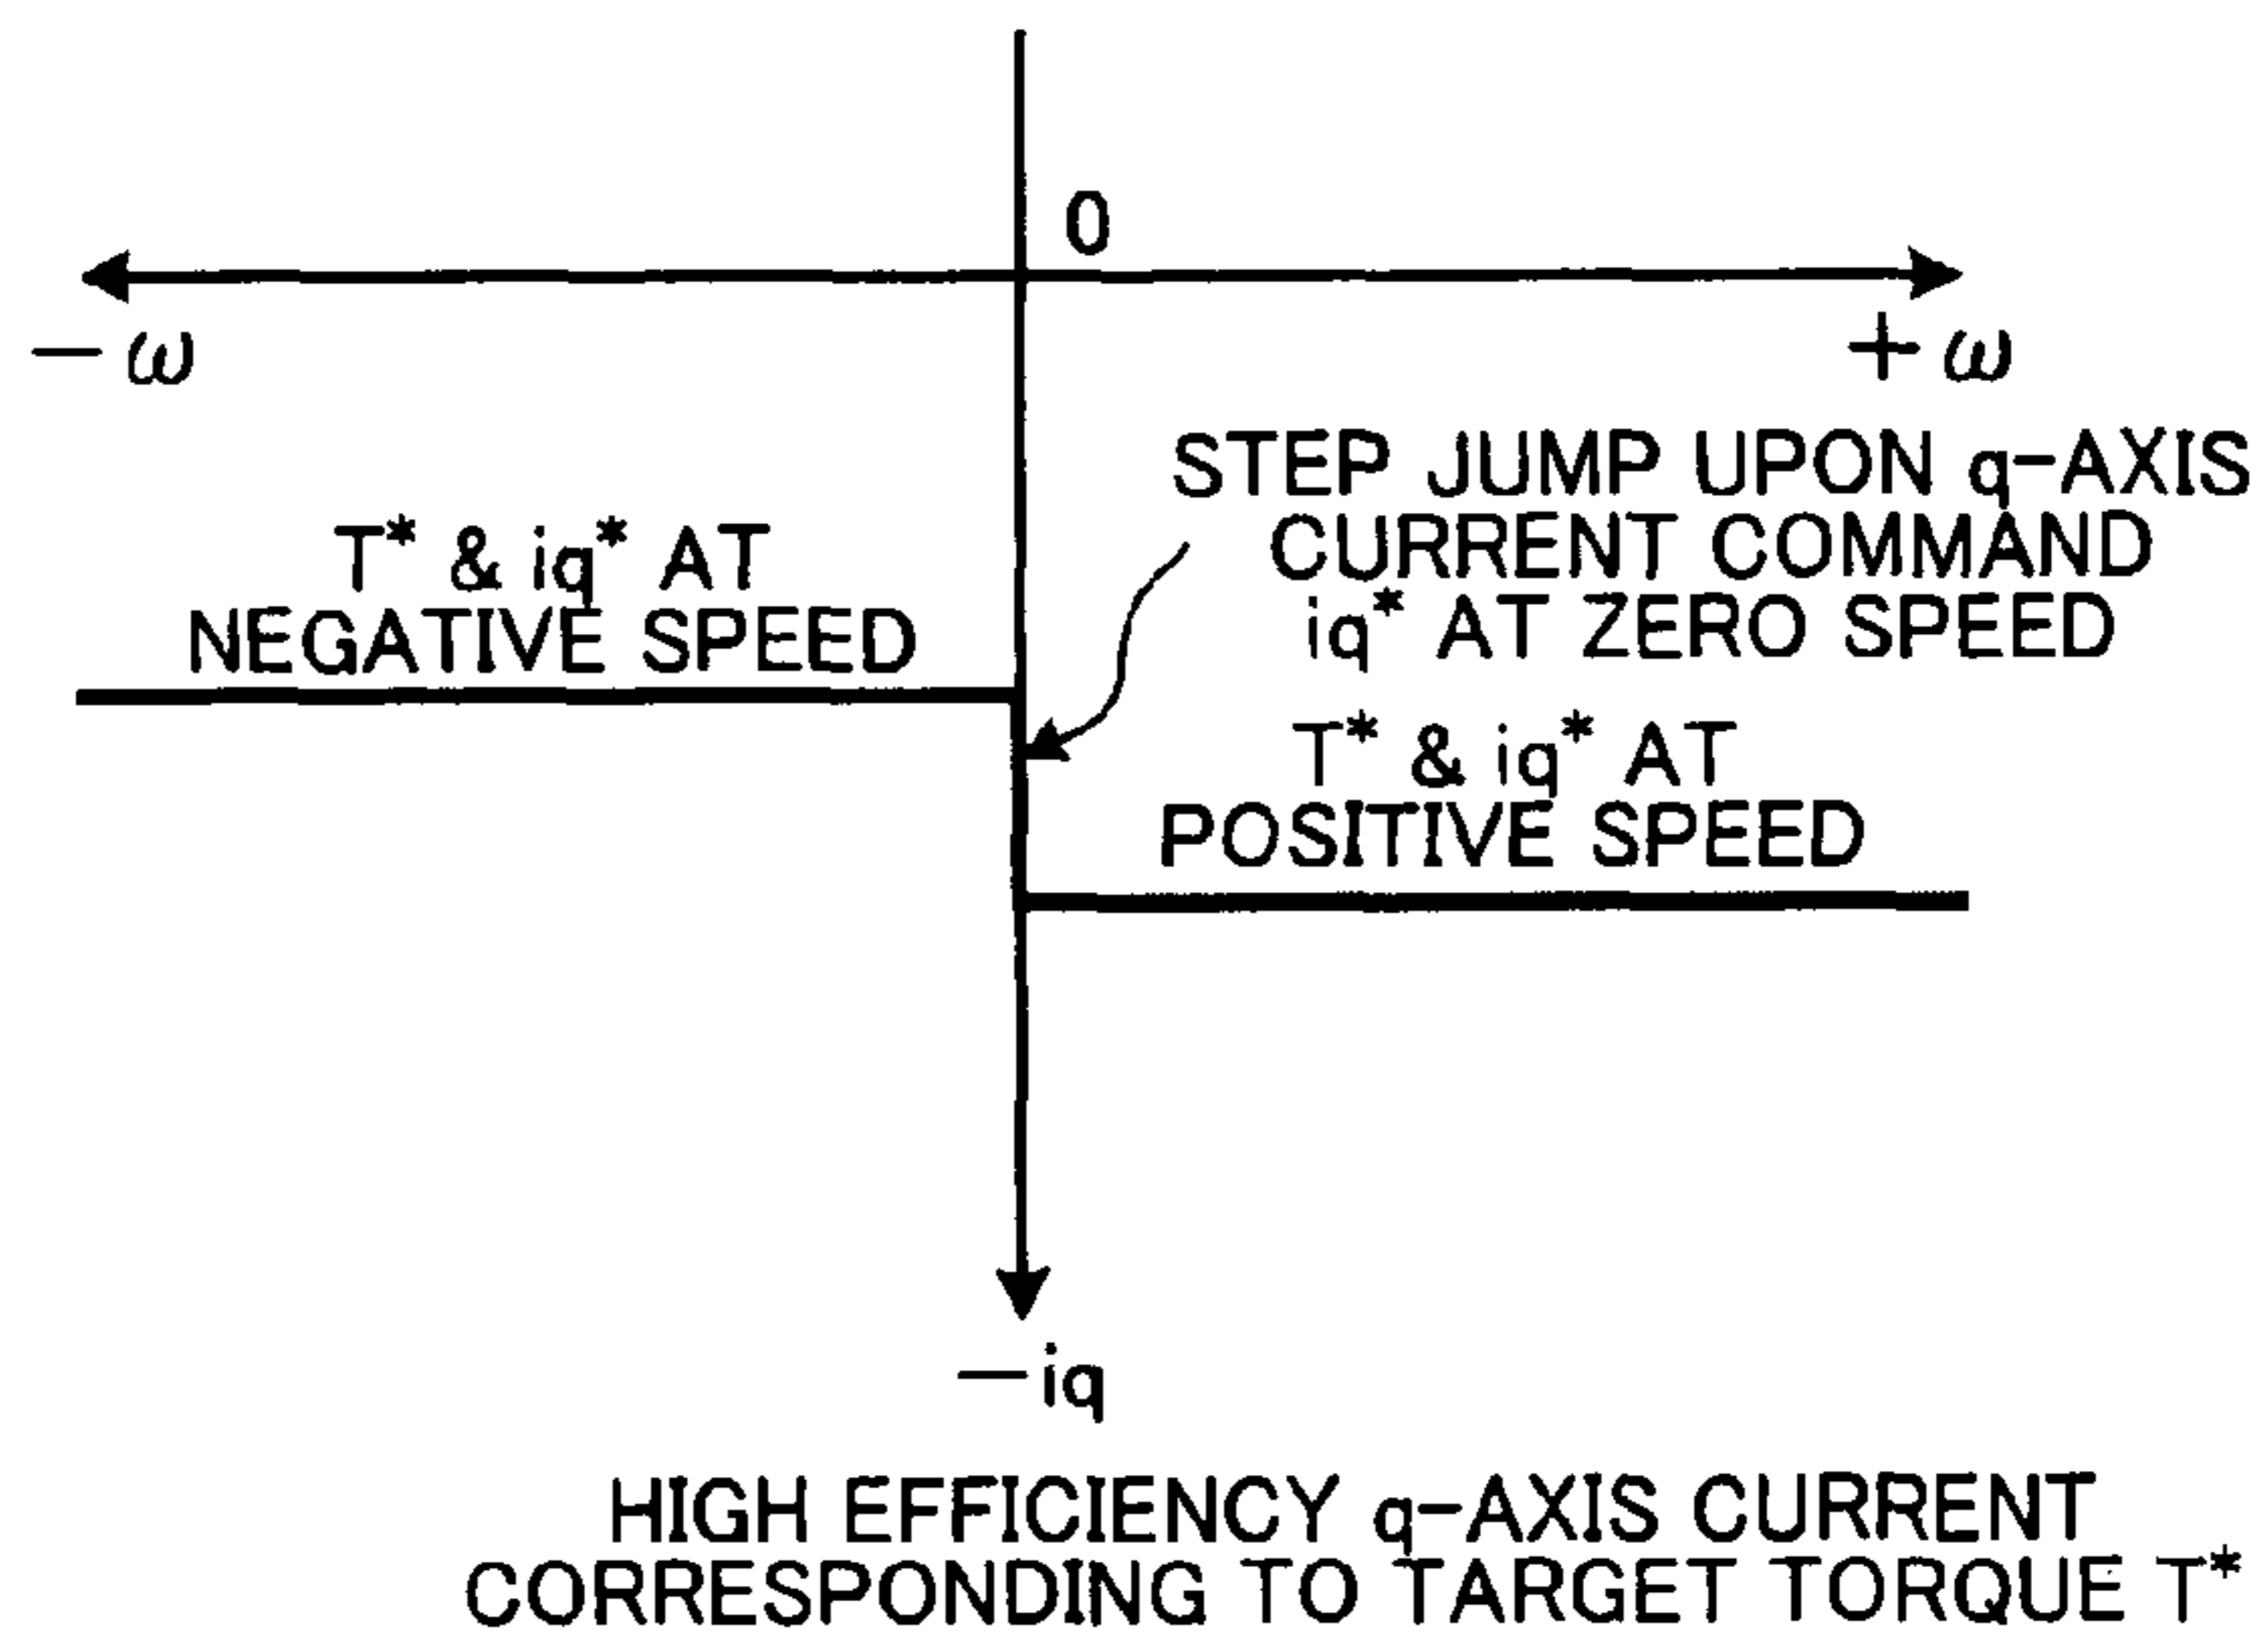 0
− ω
+ ω
STEP JUMP UPON q-AXIS
CURRENT COMMAND
iq* AT ZERO SPEED
T* & iq* AT
NEGATIVE SPEED
T* & iq* AT
POSITIVE SPEED
−iq
HIGH EFFICIENCY q-AXIS CURRENT
CORRESPONDING TO TARGET TORQUE T*